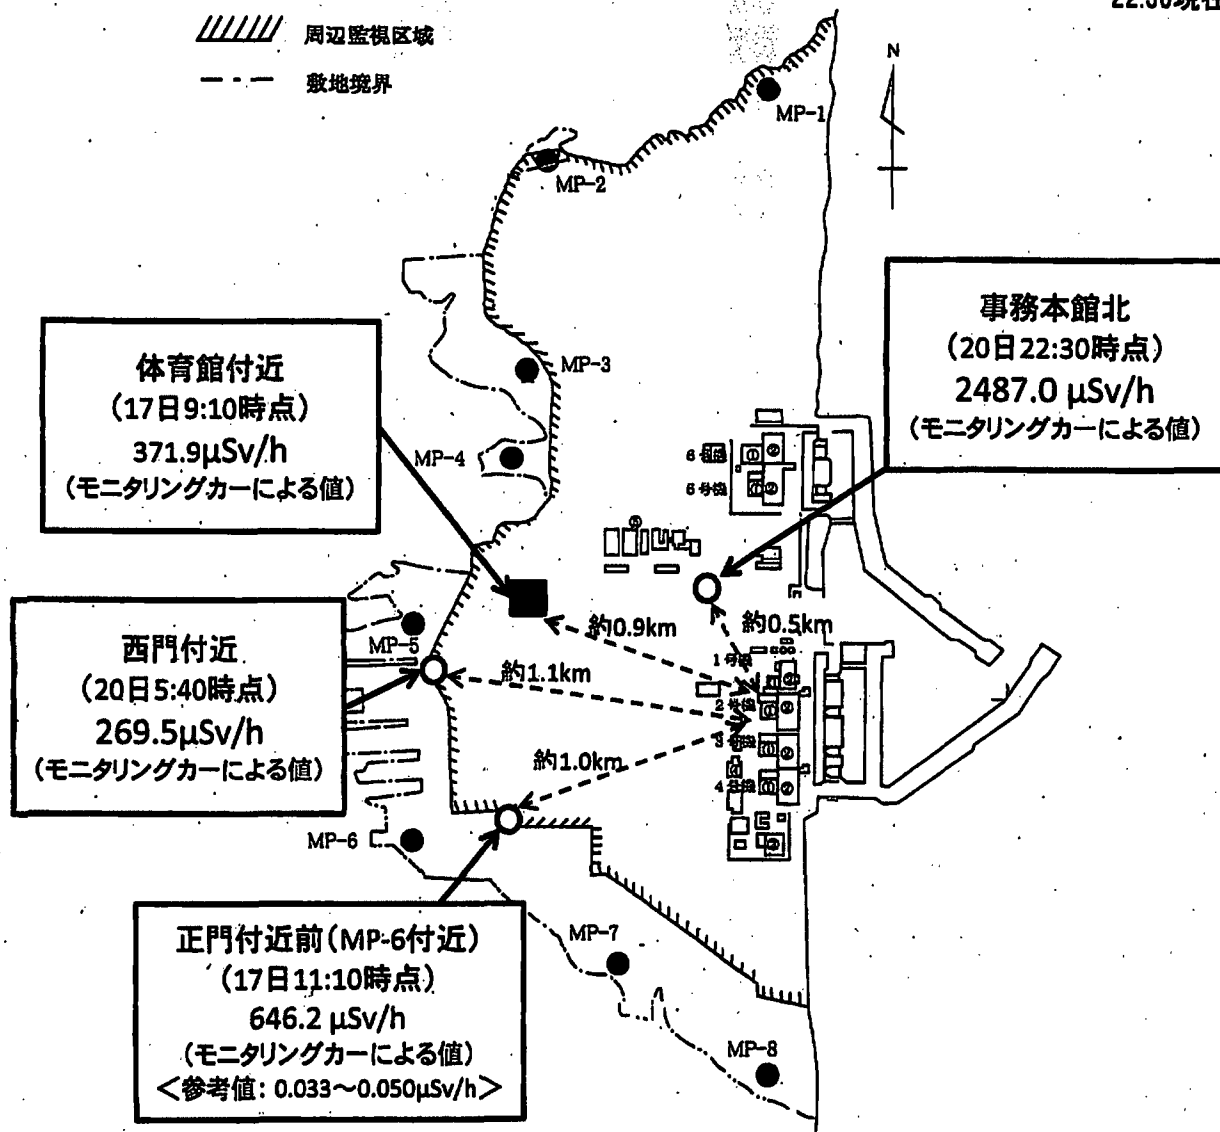 22:30現在
周辺監視区域
敷地境界
N
MP-1
MP-2
事務本館北
(20日22:30時点)
2487.0 μSv/h
(モニタリングカーによる値)
体育館付近
(17日9:10時点)
371.9μSv/h
(モニタリングカーによる値)
MP-3
MP-4
6 号機
6 号機
西門付近
(20日5:40時点)
269.5μSv/h
(モニタリングカーによる値)
MP-5
約0.9km
約0.5km
約1.1km
1 号機
2 号機
3 号機
4 号機
約1.0km
MP-6
正門付近前(MP-6付近)
(17日11:10時点)
646.2 μSv/h
(モニタリングカーによる値)
<参考値: 0.033~0.050μSv/h>
MP-7
MP-8